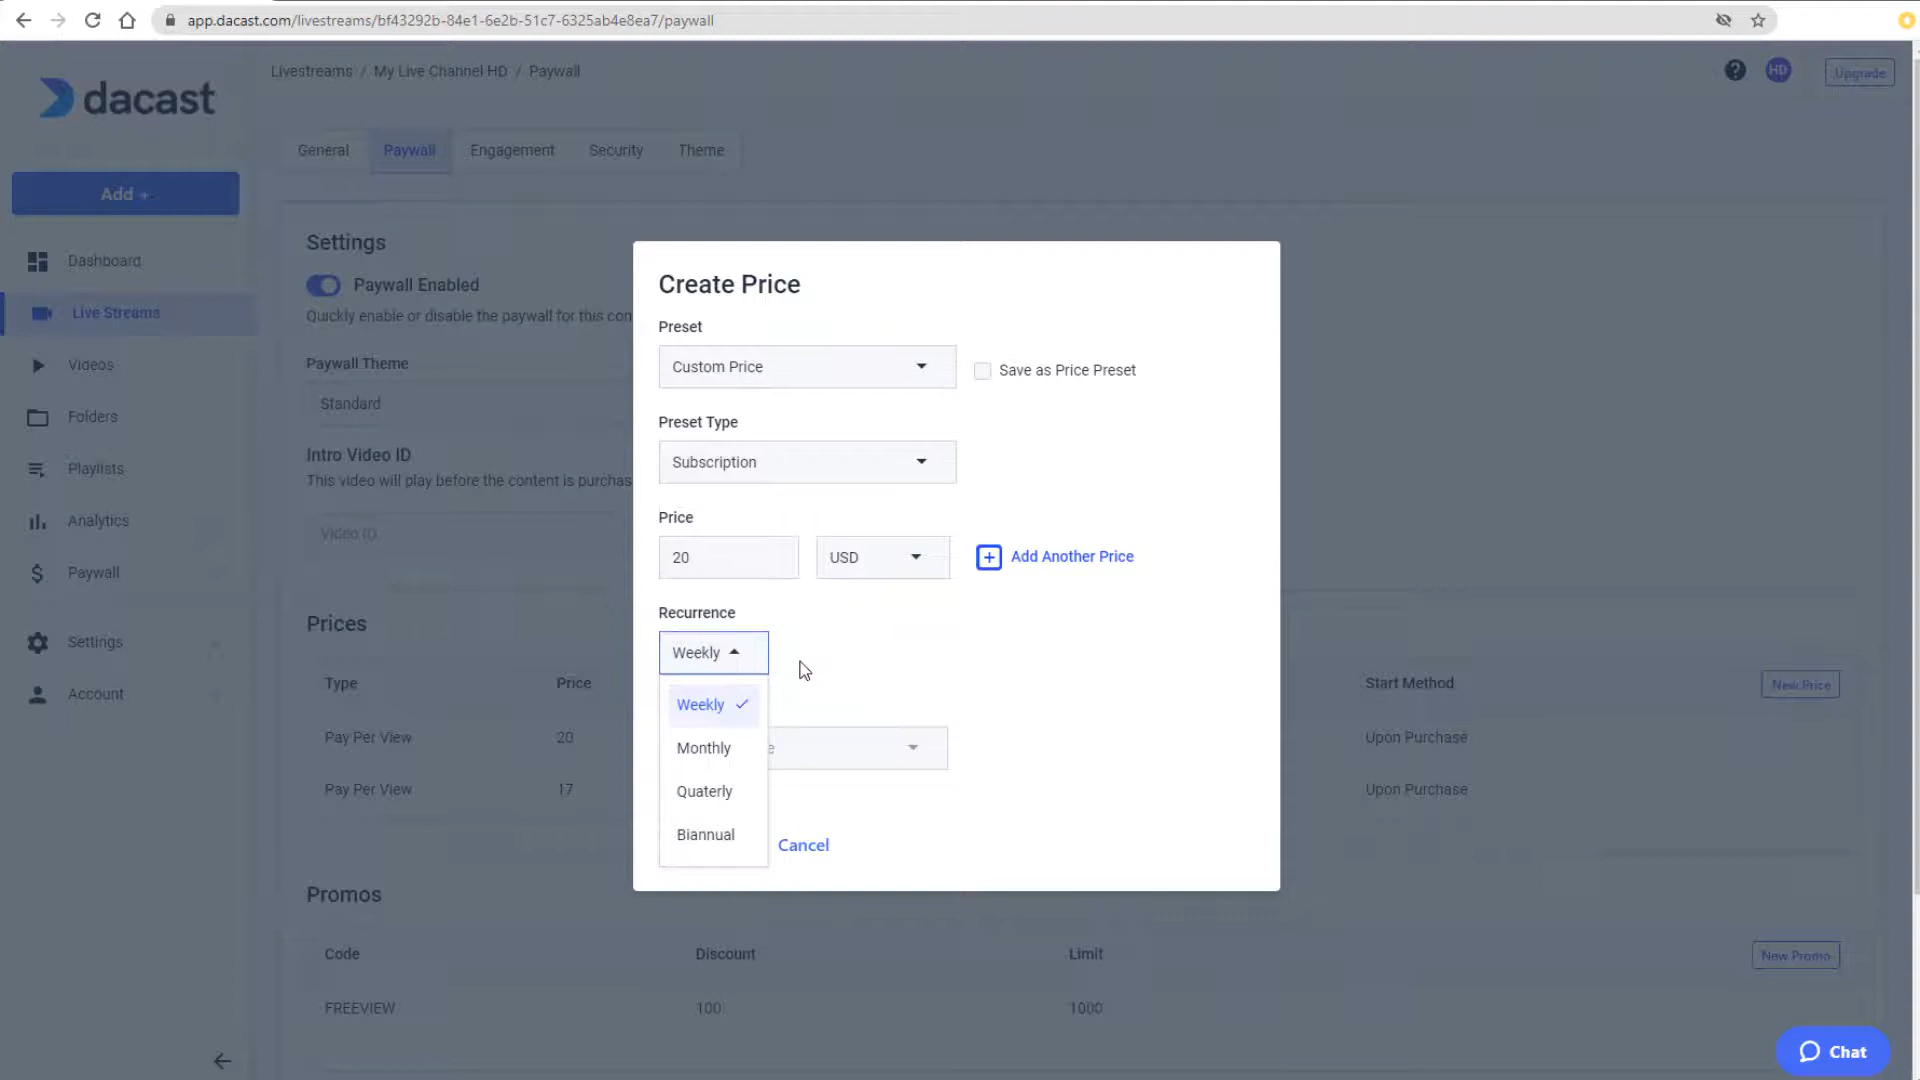 app.dacast.com/livestreams/bf43292b-84e1-6e2b-51c7-6325ab4e8ea7/paywall
dacast
Livestreams / My Live Channel HD / Paywall
HD
Upgrade
General Paywall Engagement Security Theme
Add +
Dashboard
Live Streams
Videos
Folders
Playlists
Analytics
Paywall
Settings
Account
Settings
Paywall Enabled
Quickly enable or disable the paywall for this con
Paywall Theme
Standard
Intro Video ID
This video will play before the content is purchas
Video ID
Prices
Type Price Start Method New Price
Pay Per View 20 Upon Purchase
Pay Per View 17 Upon Purchase
Promos
Code Discount Limit New Promo
FREEVIEW 100 1000
Create Price
Preset
Custom Price
Save as Price Preset
Preset Type
Subscription
Price
20 USD + Add Another Price
Recurrence
Weekly
Weekly
Monthly
e
Quaterly
Biannual
Cancel
Chat